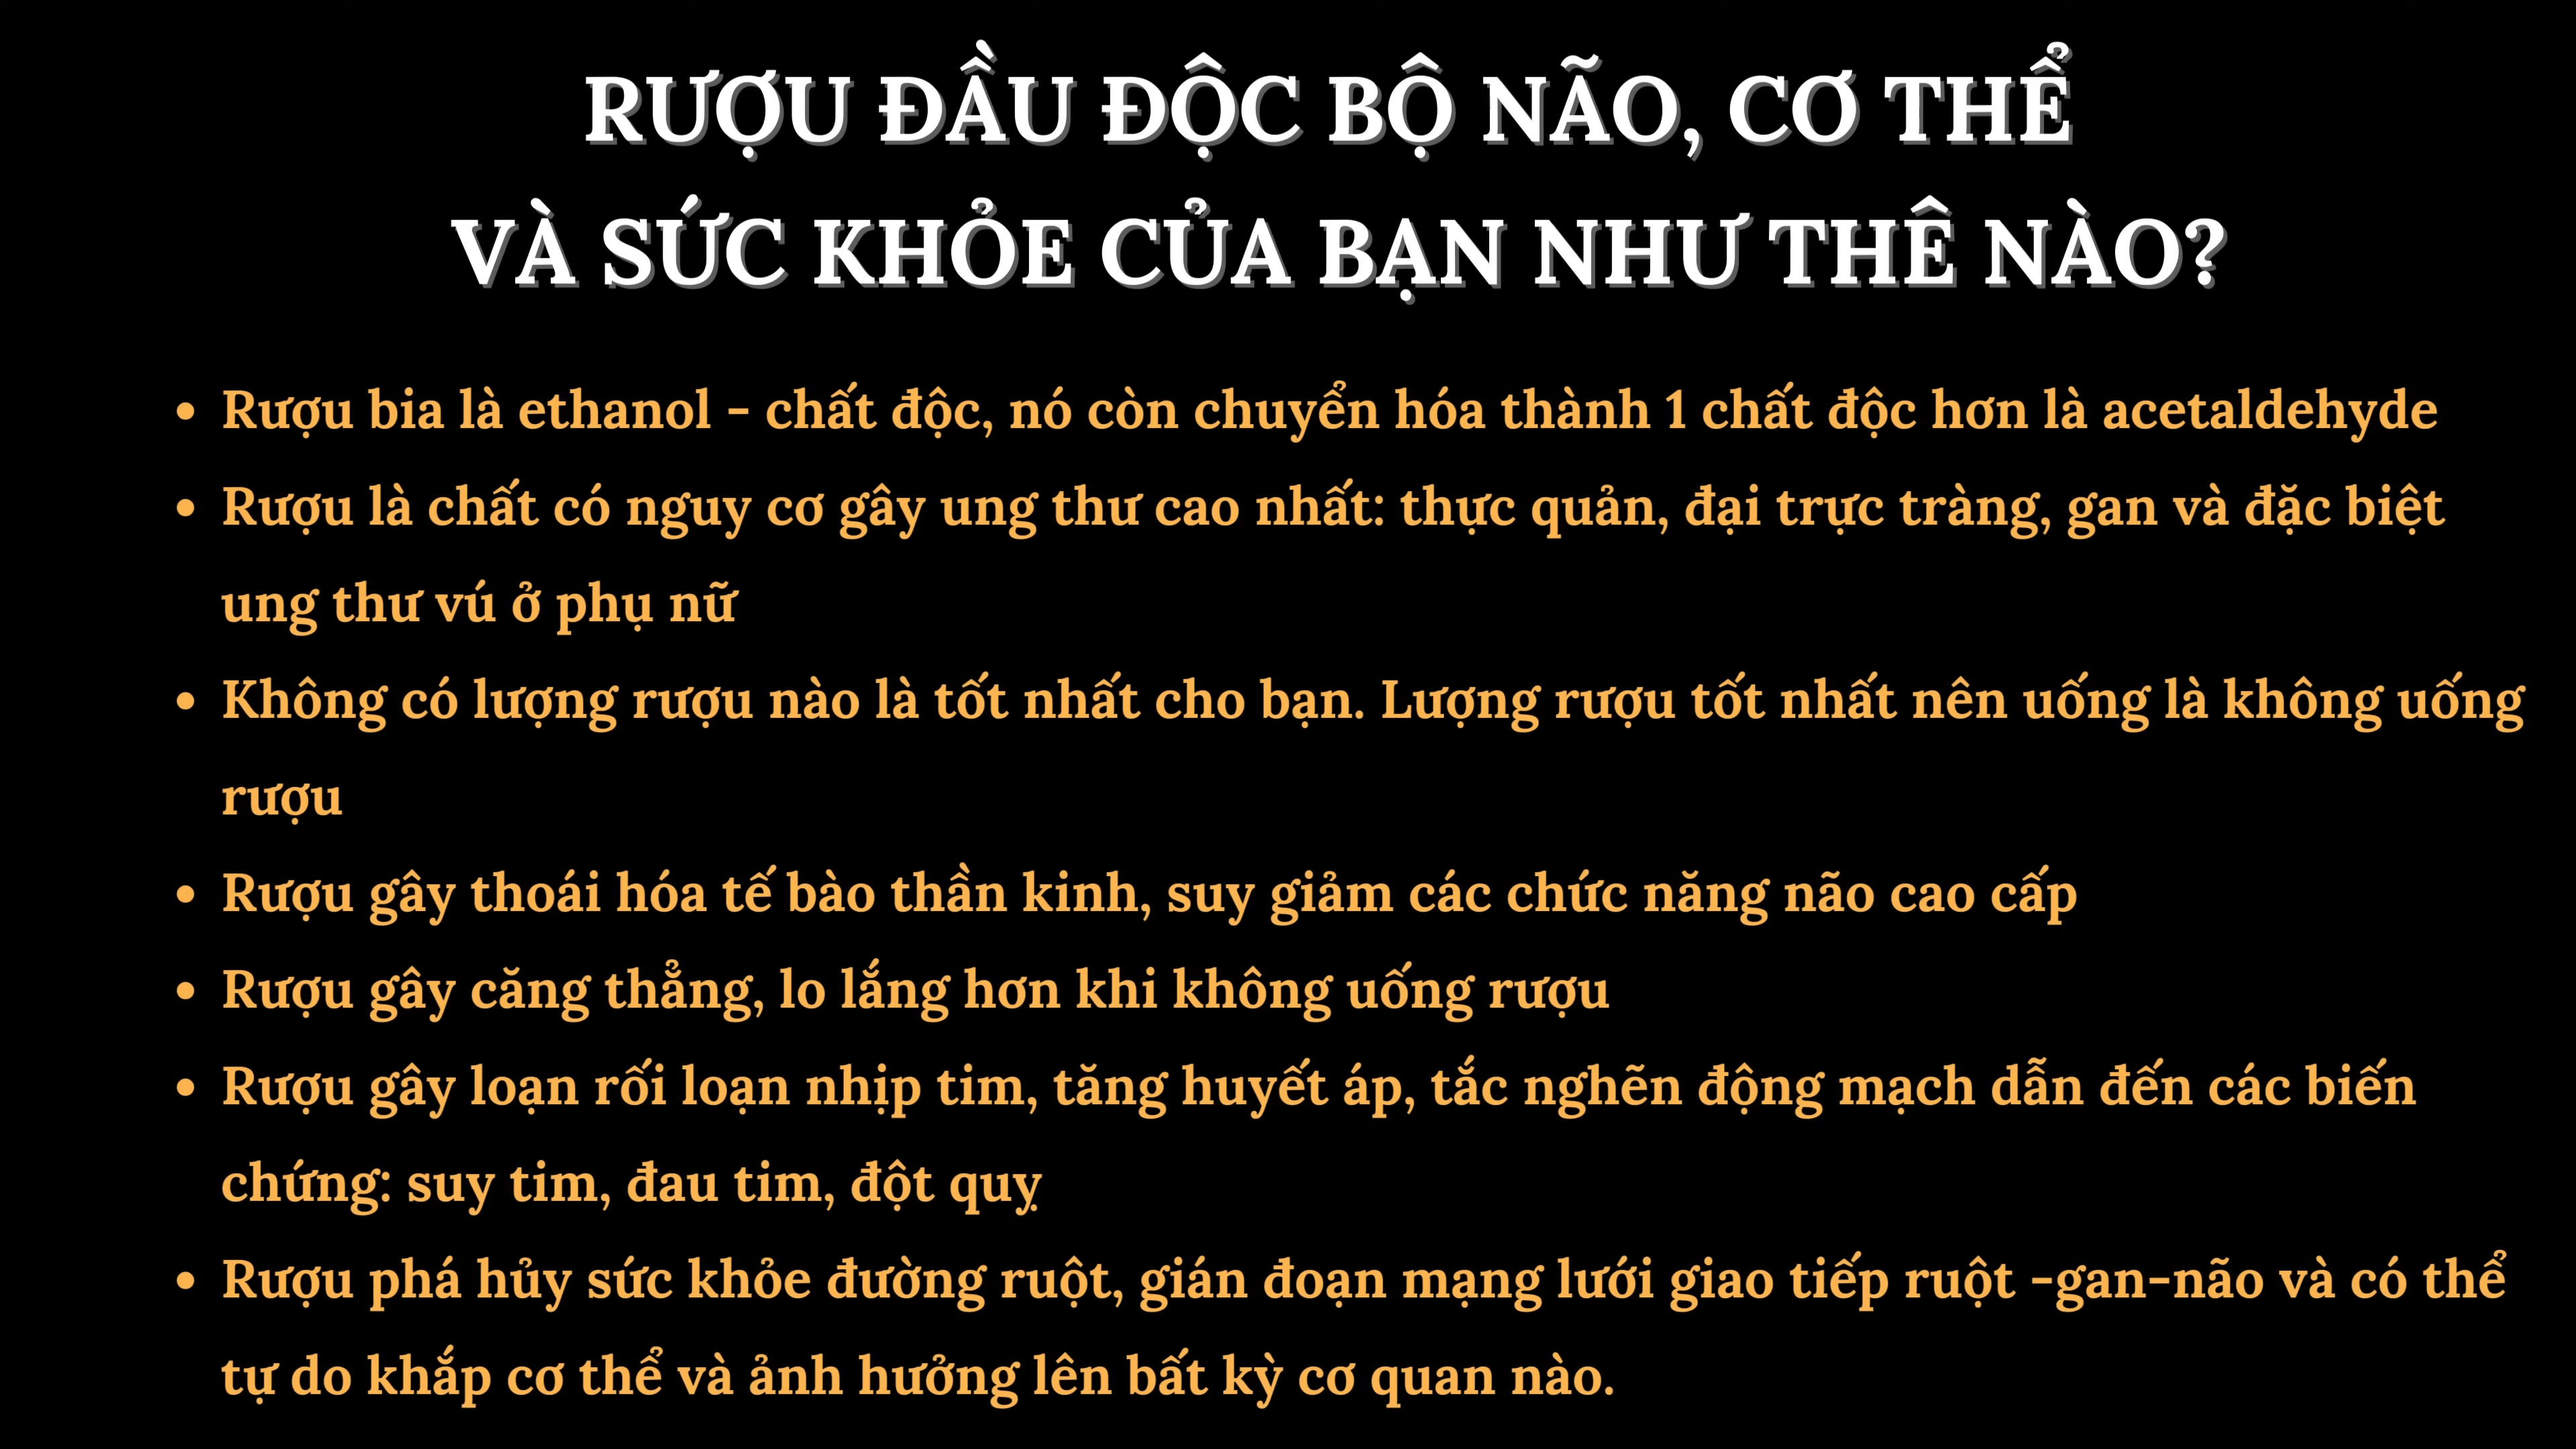 RƯỢU ĐẦU ĐỘC BỘ NÃO, CƠ THỂ
VÀ SỨC KHỎE CỦA BẠN NHƯ THÊ NÀO?
• Rượu bia là ethanol - chất độc, nó còn chuyển hóa thành 1 chất độc hơn là acetaldehyde
• Rượu là chất có nguy cơ gây ung thư cao nhất: thực quản, đại trực tràng, gan và đặc biệt
ung thư vú ở phụ nữ
• Không có lượng rượu nào là tốt nhất cho bạn. Lượng rượu tốt nhất nên uống là không uống
rượu
• Rượu gây thoái hóa tế bào thần kinh, suy giảm các chức năng não cao cấp
• Rượu gây căng thẳng, lo lắng hơn khi không uống rượu
• Rượu gây loạn rối loạn nhịp tim, tăng huyết áp, tắc nghẽn động mạch dẫn đến các biến
chứng: suy tim, đau tim, đột quỵ
• Rượu phá hủy sức khỏe đường ruột, gián đoạn mạng lưới giao tiếp ruột -gan-não và có thể
tự do khắp cơ thể và ảnh hưởng lên bất kỳ cơ quan nào.